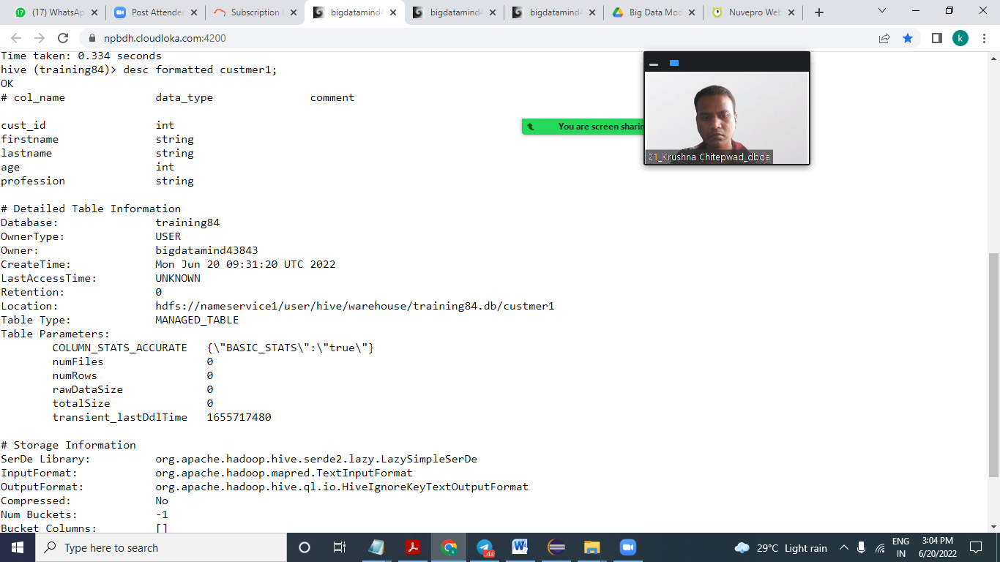 (17) WhatsAp
Post Attende
Subscription
bigdatamind4
bigdatamind4
bigdatamind4
Big Data Mod
Nuvepro Web
npbdh.cloudloka.com:4200
k
Time taken: 0.334 seconds
hive (training84)> desc formatted custmer1;
OK
# col_name data_type comment
cust_id int
firstname string
lastname string
age int
profession string
You are screen sharin
21_Krushna Chitepwad_dbda
# Detailed Table Information
Database: training84
OwnerType: USER
Owner: bigdatamind43843
CreateTime: Mon Jun 20 09:31:20 UTC 2022
LastAccessTime: UNKNOWN
Retention: 0
Location: hdfs://nameservice1/user/hive/warehouse/training84.db/custmer1
Table Type: MANAGED_TABLE
Table Parameters:
COLUMN_STATS_ACCURATE {\"BASIC_STATS\":\"true\"}
numFiles 0
numRows 0
rawDataSize 0
totalSize 0
transient_lastDdlTime 1655717480
# Storage Information
SerDe Library: org.apache.hadoop.hive.serde2.lazy.LazySimpleSerDe
InputFormat: org.apache.hadoop.mapred.TextInputFormat
OutputFormat: org.apache.hadoop.hive.ql.io.HiveIgnoreKeyTextOutputFormat
Compressed: No
Num Buckets: -1
Bucket Columns: []
Type here to search
43
29°C Light rain
ENG
IN
3:04 PM
6/20/2022